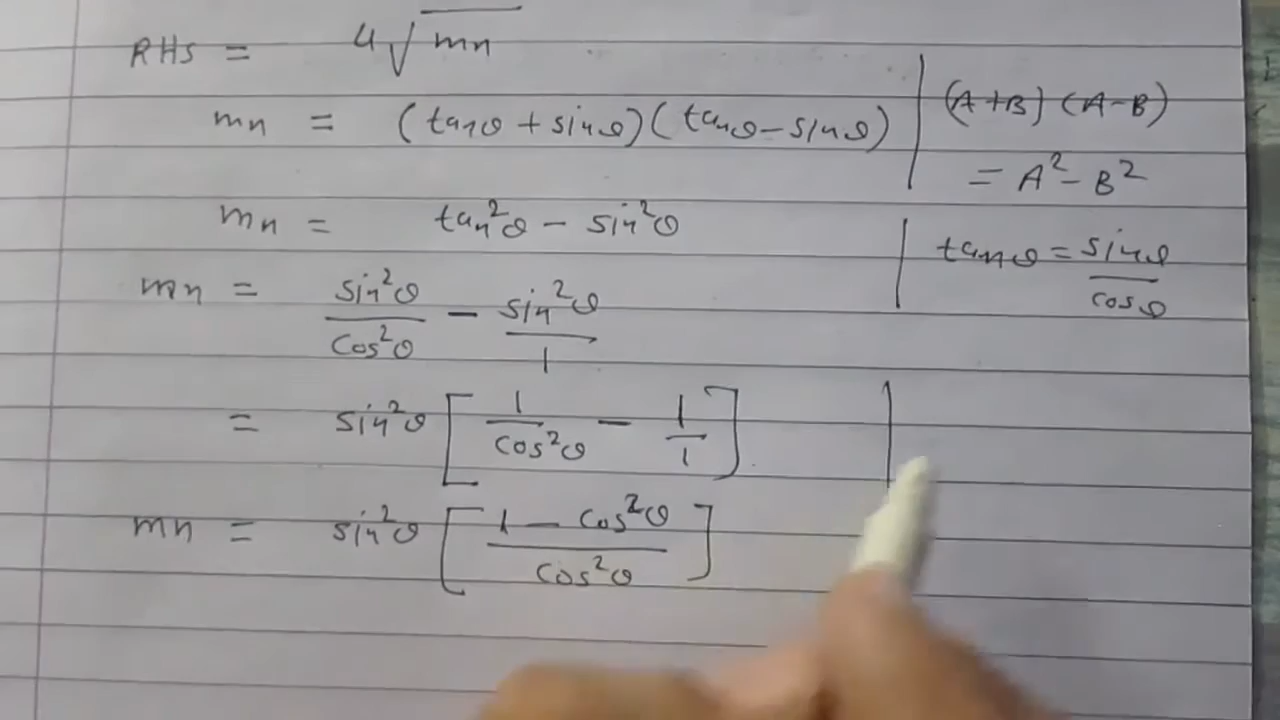 RHS = 4√mn
mn = (tanθ + sinθ)(tanθ - sinθ)
(A+B) (A-B)
= A² - B²
mn = tan²θ - sin²θ
tanθ = sinθ/cosθ
mn = sin²θ/cos²θ - sin²θ/1
= sin²θ [1/cos²θ - 1/1]
mn = sin²θ [1 - cos²θ/cos²θ]